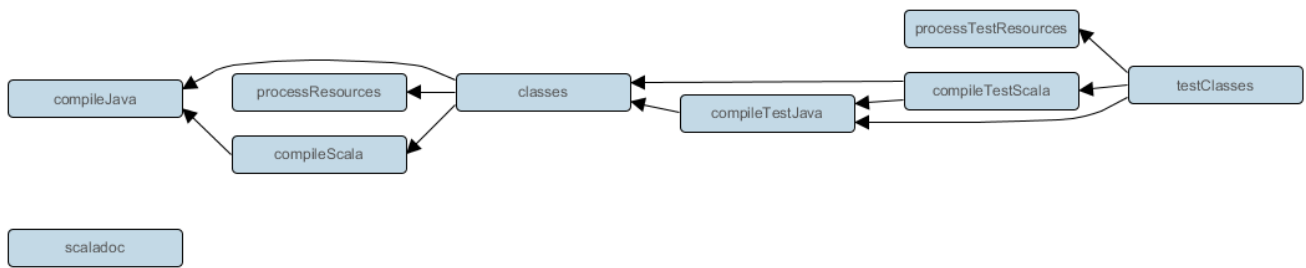 processTestResources
compileJava
processResources
classes
compileTestScala
testClasses
compileTestJava
compileScala
scaladoc